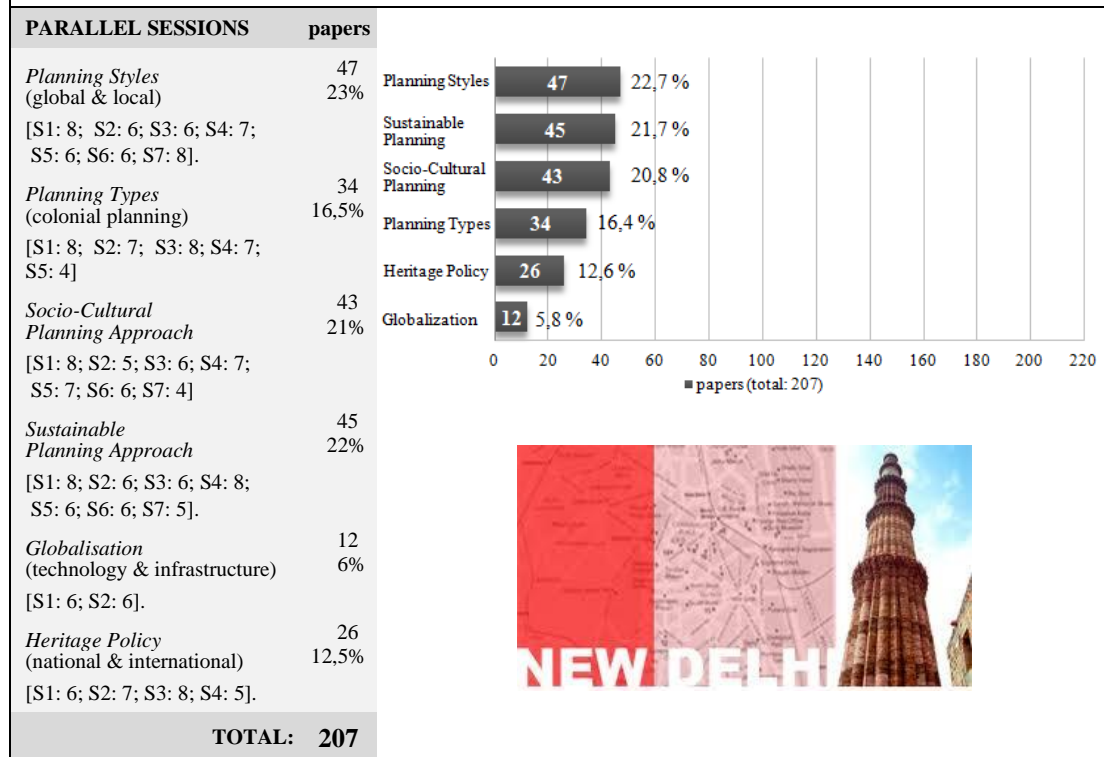 PARALLEL SESSIONS papers
Planning Styles 47
(global & local) 23%
[S1: 8; S2: 6; S3: 6; S4: 7;
S5: 6; S6: 6; S7: 8].
Planning Types 34
(colonial planning) 16,5%
[S1: 8; S2: 7; S3: 8; S4: 7;
S5: 4]
Socio-Cultural 43
Planning Approach 21%
[S1: 8; S2: 5; S3: 6; S4: 7;
S5: 7; S6: 6; S7: 4]
Sustainable 45
Planning Approach 22%
[S1: 8; S2: 6; S3: 6; S4: 8;
S5: 6; S6: 6; S7: 5].
Globalisation 12
(technology & infrastructure) 6%
[S1: 6; S2: 6].
Heritage Policy 26
(national & international) 12,5%
[S1: 6; S2: 7; S3: 8; S4: 5].
TOTAL: 207
Planning Styles 47 22,7 %
Sustainable
Planning 45 21,7 %
Socio-Cultural
Planning 43 20,8 %
Planning Types 34 16,4 %
Heritage Policy 26 12,6 %
Globalization 12 5,8 %
0 20 40 60 80 100 120 140 160 180 200 220
papers (total: 207)
NEW DELHI